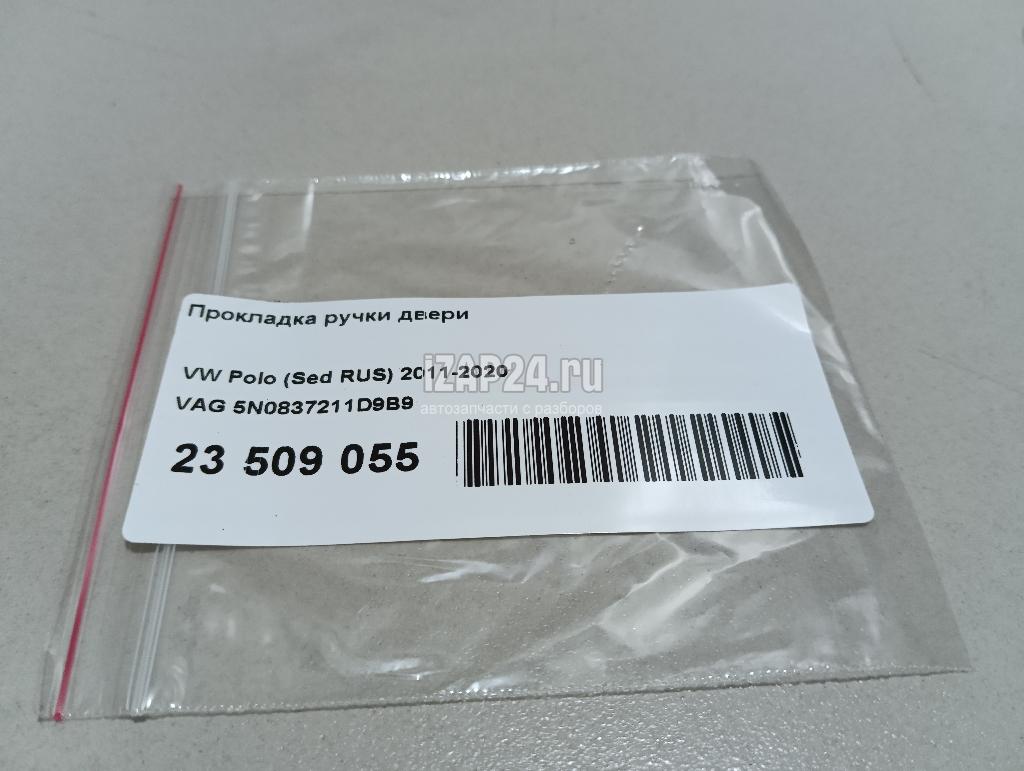 Прокладка ручки двери
VW Polo (Sed RUS) 2011-2020
VAG 5N0837211D9B9
23 509 055
iZAP24.ru
автозапчасти с разборов